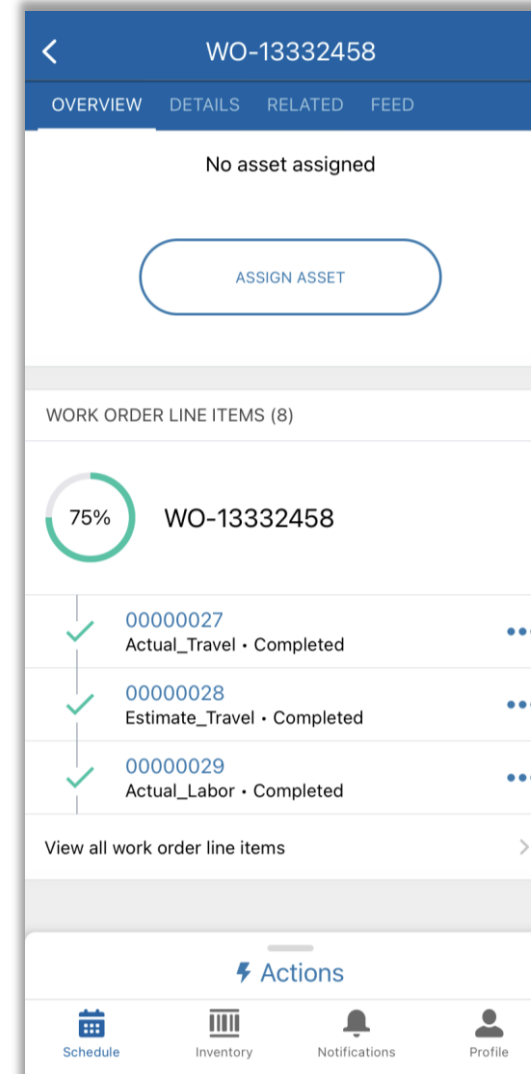 WO-13332458
OVERVIEW DETAILS RELATED FEED
No asset assigned
ASSIGN ASSET
WORK ORDER LINE ITEMS (8)
75% WO-13332458
00000027
Actual_Travel • Completed
00000028
Estimate_Travel • Completed
00000029
Actual_Labor • Completed
View all work order line items
Actions
Schedule Inventory Notifications Profile